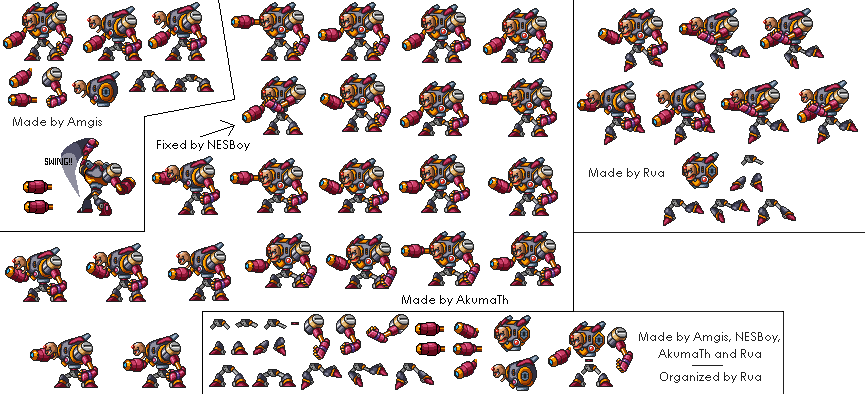 Made by Amgis
Fixed by NESBoy
SWING!!
Made by Rua
Made by AkumaTh
Made by Amgis, NESBoy,
AkumaTh and Rua
Organized by Rua